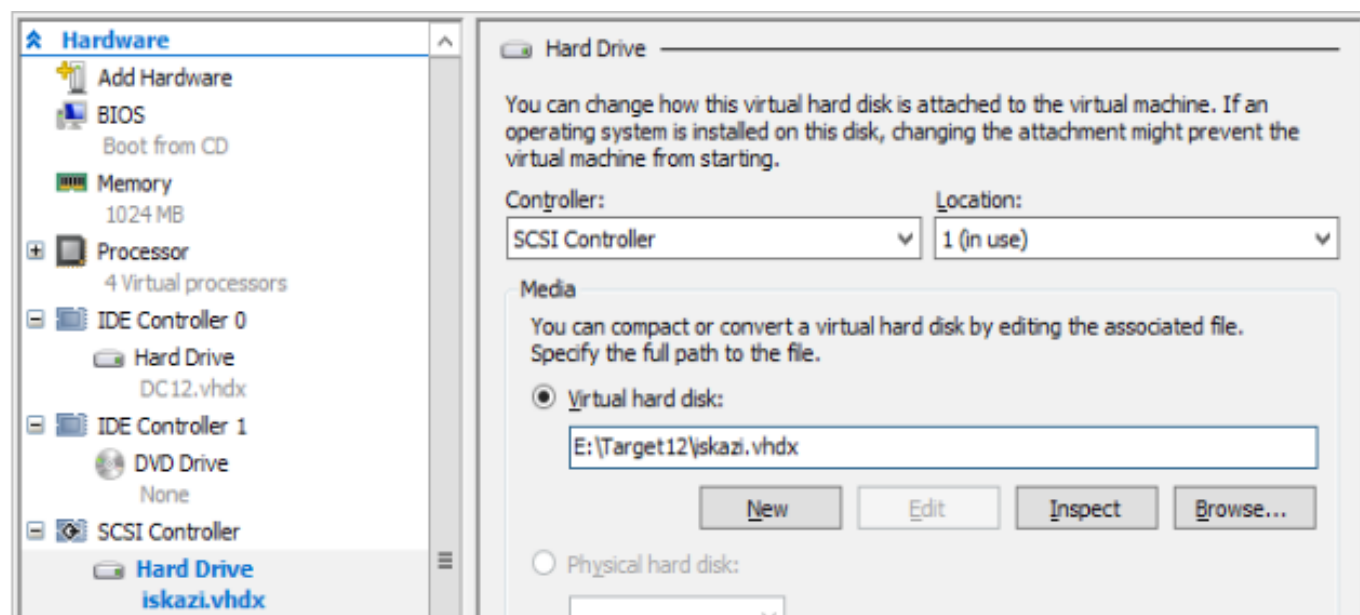 Hardware
Add Hardware
BIOS
Boot from CD
Memory
1024 MB
Processor
4 Virtual processors
IDE Controller 0
Hard Drive
DC12.vhdx
IDE Controller 1
DVD Drive
None
SCSI Controller
Hard Drive
iskazi.vhdx
Hard Drive
You can change how this virtual hard disk is attached to the virtual machine. If an
operating system is installed on this disk, changing the attachment might prevent the
virtual machine from starting.
Controller:
Location:
SCSI Controller
1 (in use)
Media
You can compact or convert a virtual hard disk by editing the associated file.
Specify the full path to the file.
Virtual hard disk:
E:\Target12\iskazi.vhdx
New
Edit
Inspect
Browse...
Physical hard disk: